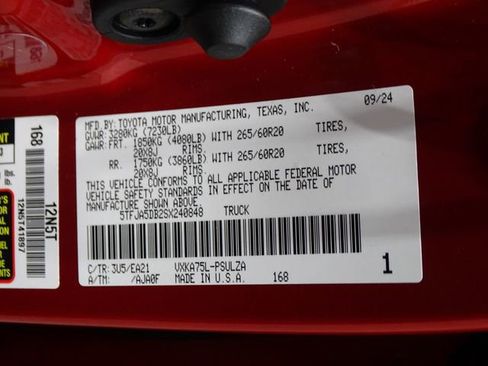 MFD.BY: TOYOTA MOTOR MANUFACTURING, TEXAS, INC. 09/24
GVWR: 3280KG (7230LB)
GAWR: FRT. 1850KG (4080LB) WITH 265/60R20 TIRES,
20X8J RIMS.
RR. 1750KG (3860LB) WITH 265/60R20 TIRES,
20X8J RIMS.
THIS VEHICLE CONFORMS TO ALL APPLICABLE FEDERAL MOTOR
VEHICLE SAFETY STANDARDS IN EFFECT ON THE DATE OF
MANUFACTURE SHOWN ABOVE.
5TFJA5DB2SX240848 TRUCK
C/TR: 3U5/EA21 VXKA75L-PSULZA
A/TM: /AJA0F MADE IN U.S.A. 168
1
168
12N5T
12N5T41897